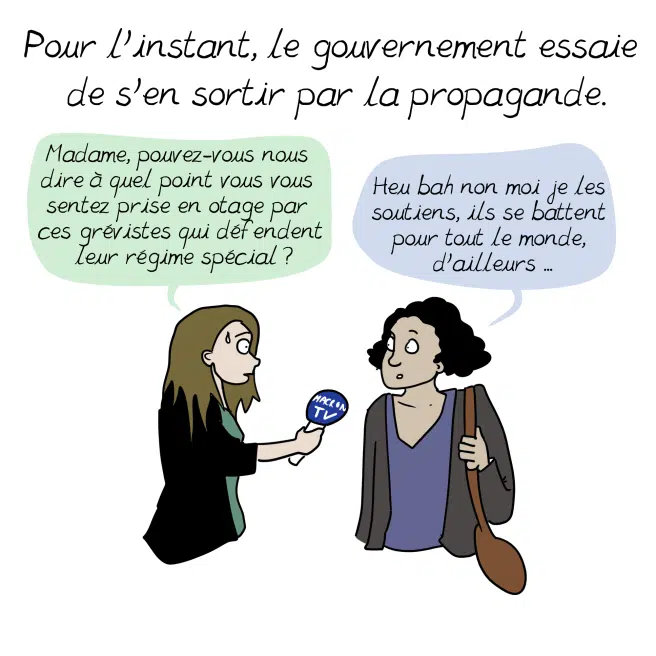 Pour l'instant, le gouvernement essaie
de s'en sortir par la propagande.
Madame, pouvez-vous nous
dire à quel point vous vous
sentez prise en otage par
ces grévistes qui défendent
leur régime spécial ?
Heu bah non moi je les
soutiens, ils se battent
pour tout le monde,
d'ailleurs ...
MACRON
TV